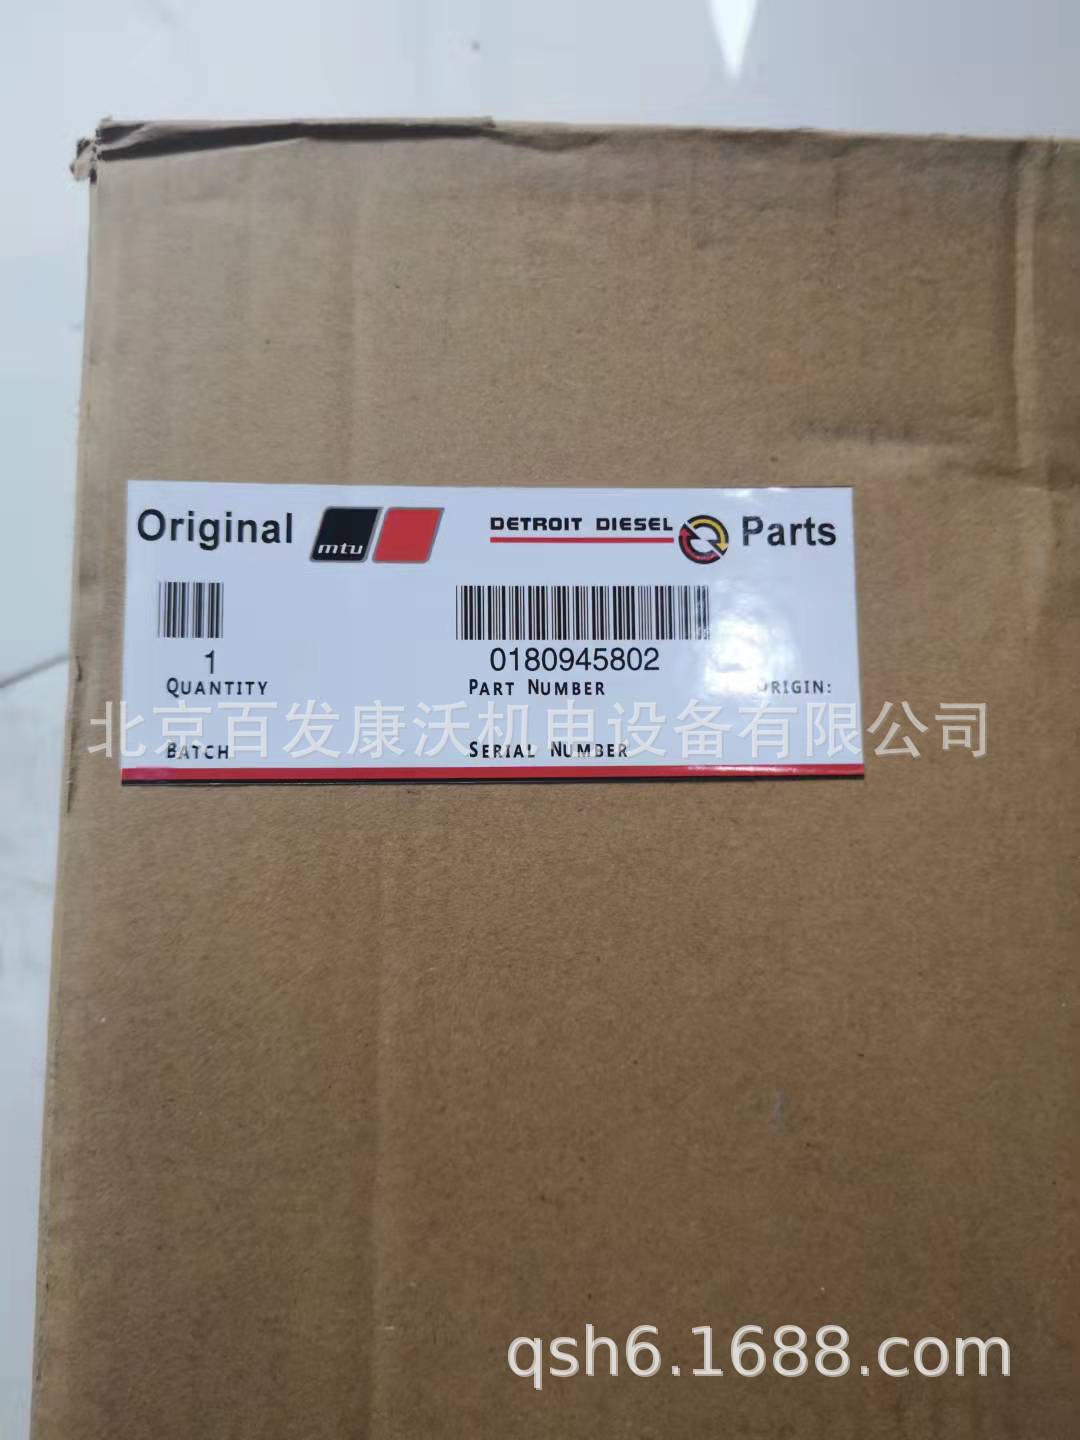 Original mtu DETROIT DIESEL Parts
1 0180945802
QUANTITY PART NUMBER ORIGIN:
北京百发康沃机电设备有限公司
BATCH SERIAL NUMBER
qsh6.1688.com